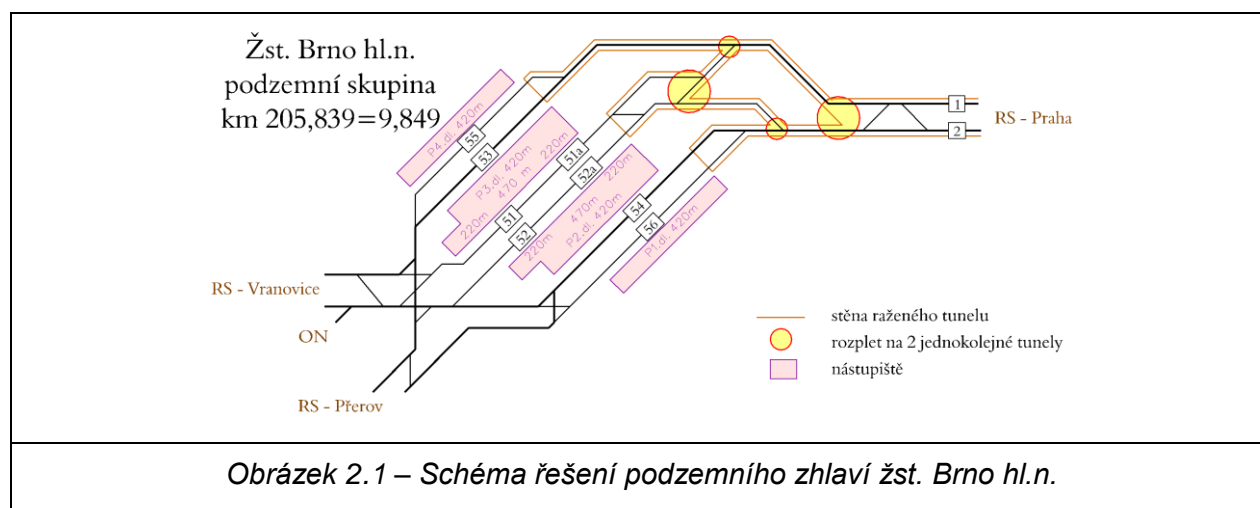 Žst. Brno hl.n.
podzemní skupina
km 205,839=9,849
P4.dl. 420m
55
53
P3.dl. 420m
220m 470 m 220m
51a
52a
51
52
220m 470m 220m
P2.dl. 420m
54
56
P1.dl. 420m
1
2
RS - Praha
RS - Vranovice
ON
RS - Přerov
stěna raženého tunelu
rozplet na 2 jednokolejné tunely
nástupiště
Obrázek 2.1 – Schéma řešení podzemního zhlaví žst. Brno hl.n.